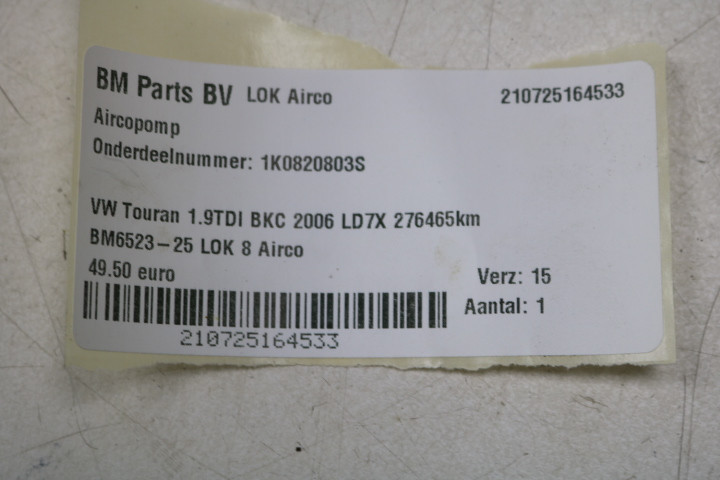 BM Parts BV LOK Airco 210725164533
Aircopomp
Onderdeelnummer: 1K0820803S
VW Touran 1.9TDI BKC 2006 LD7X 276465km
BM6523-25 LOK 8 Airco
49.50 euro Verz: 15
Aantal: 1
210725164533